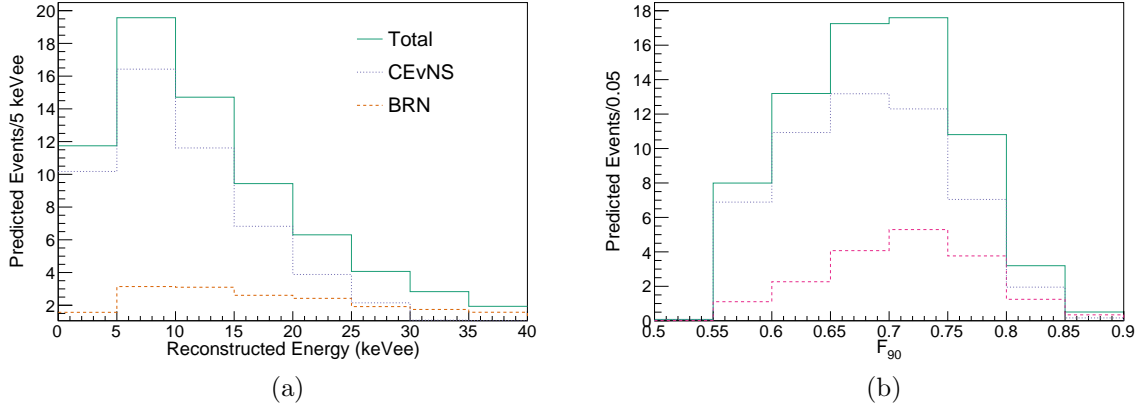 Predicted Events/5 keVee
20
18
16
14
12
10
8
6
4
2
Total
CEvNS
BRN
0 5 10 15 20 25 30 35 40
Reconstructed Energy (keVee)
(a)
Predicted Events/0.05
18
16
14
12
10
8
6
4
2
0
0.5 0.55 0.6 0.65 0.7 0.75 0.8 0.85 0.9
F90
(b)